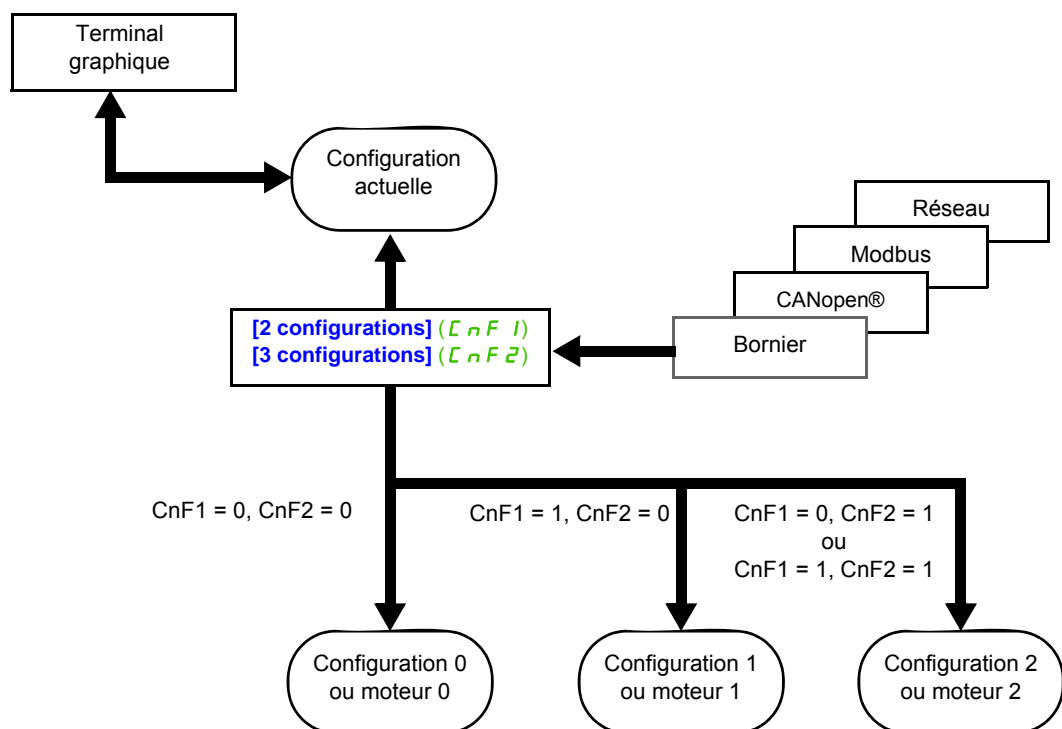 Terminal
graphique
Configuration
actuelle
Réseau
Modbus
CANopen®
Bornier
[2 configurations] (CnF1)
[3 configurations] (CnF2)
CnF1 = 0, CnF2 = 0
CnF1 = 1, CnF2 = 0
CnF1 = 0, CnF2 = 1
ou
CnF1 = 1, CnF2 = 1
Configuration 0
ou moteur 0
Configuration 1
ou moteur 1
Configuration 2
ou moteur 2